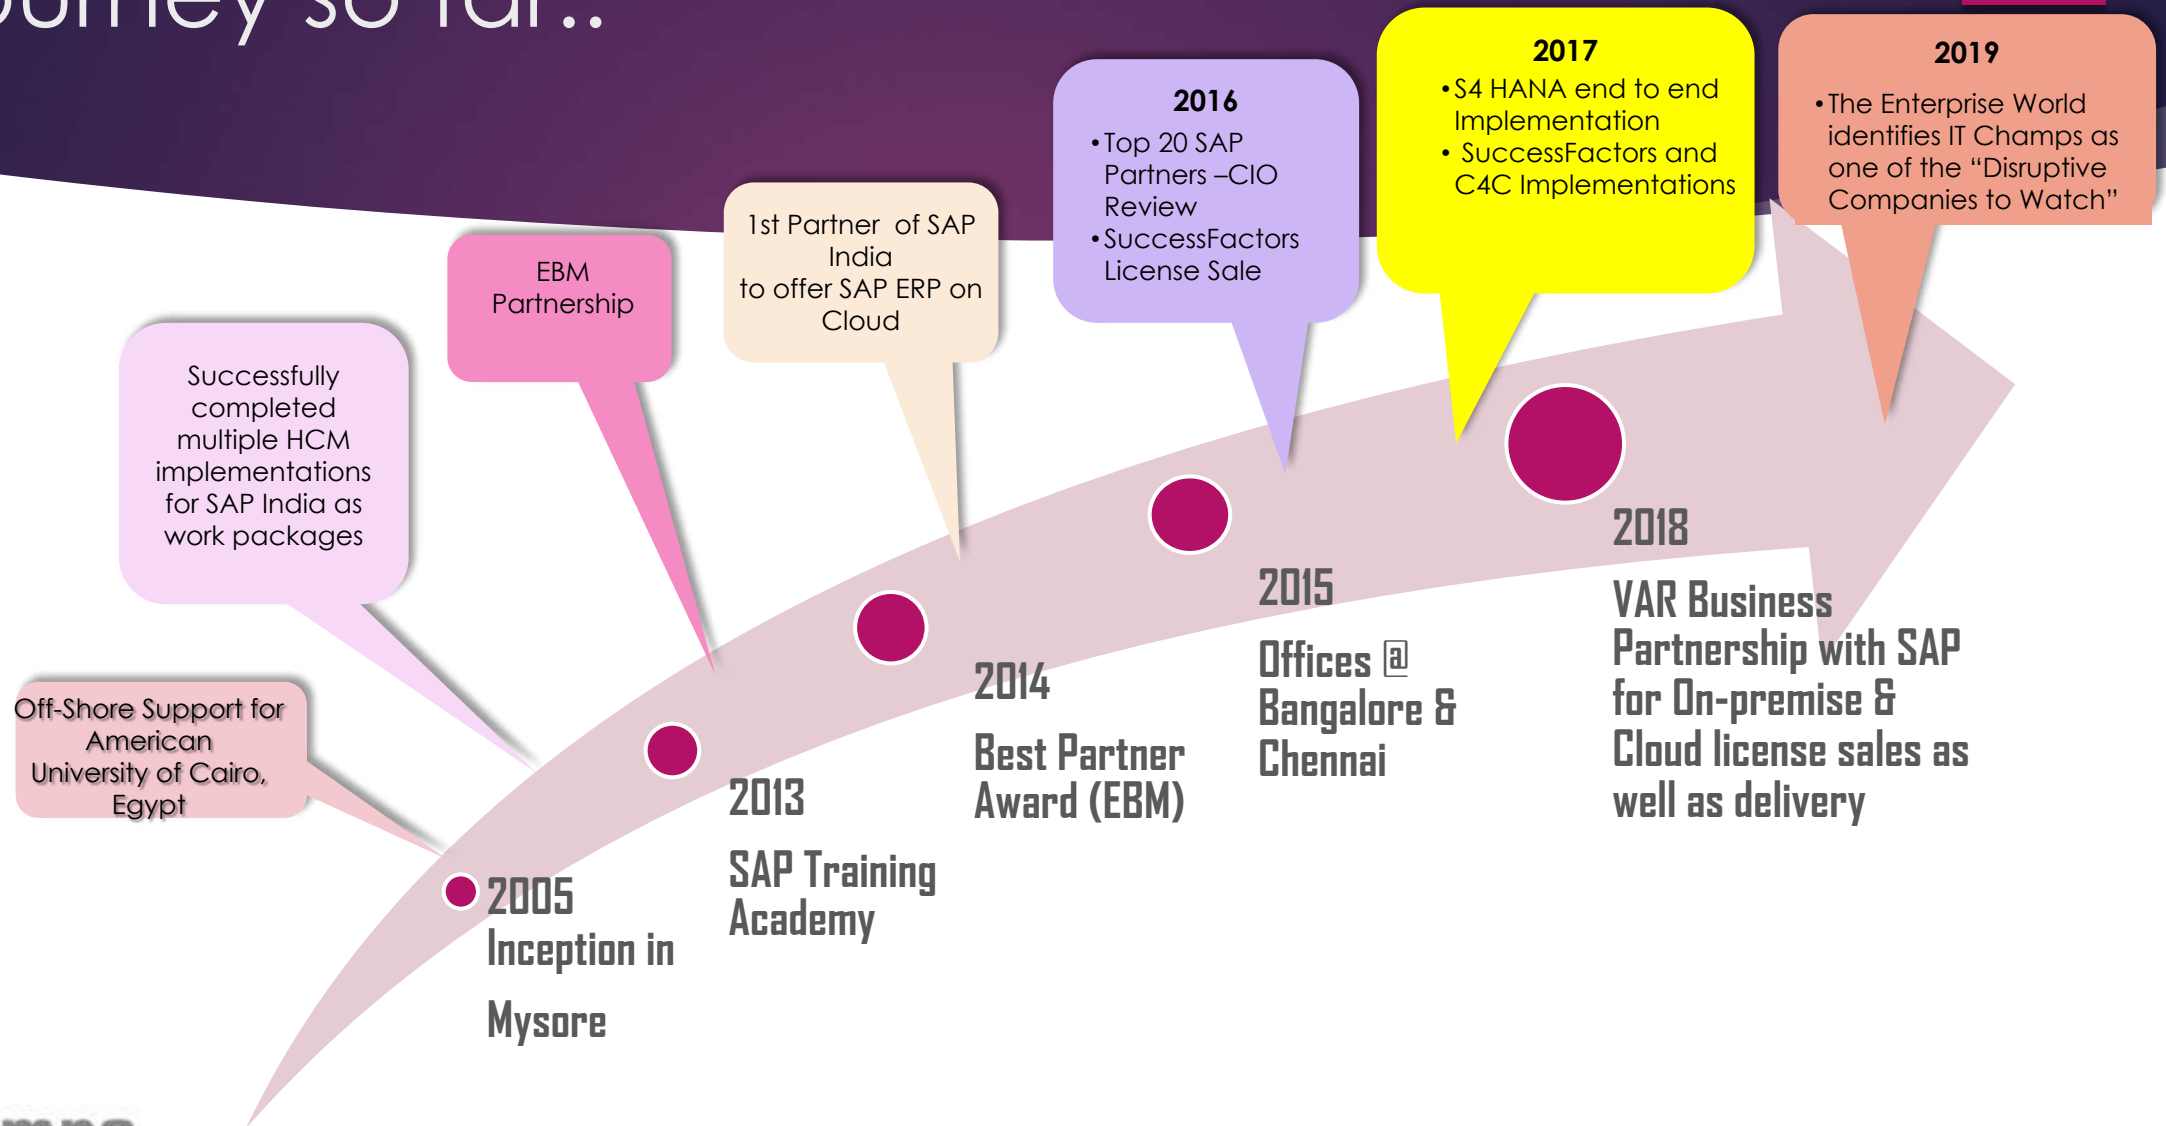 so far..
2016
•Top 20 SAP
Partners –CIO
Review
•SuccessFactors
License Sale
2017
•S4 HANA end to end
Implementation
• SuccessFactors and
C4C Implementations
2019
•The Enterprise World
identifies IT Champs as
one of the “Disruptive
Companies to Watch”
1st Partner of SAP
India
to offer SAP ERP on
Cloud
EBM
Partnership
Successfully
completed
multiple HCM
implementations
for SAP India as
work packages
Off-Shore Support for
American
University of Cairo,
Egypt
2005
Inception in
Mysore
2013
SAP Training
Academy
2014
Best Partner
Award (EBM)
2015
Offices @
Bangalore &
Chennai
2018
VAR Business
Partnership with SAP
for On-premise &
Cloud license sales as
well as delivery